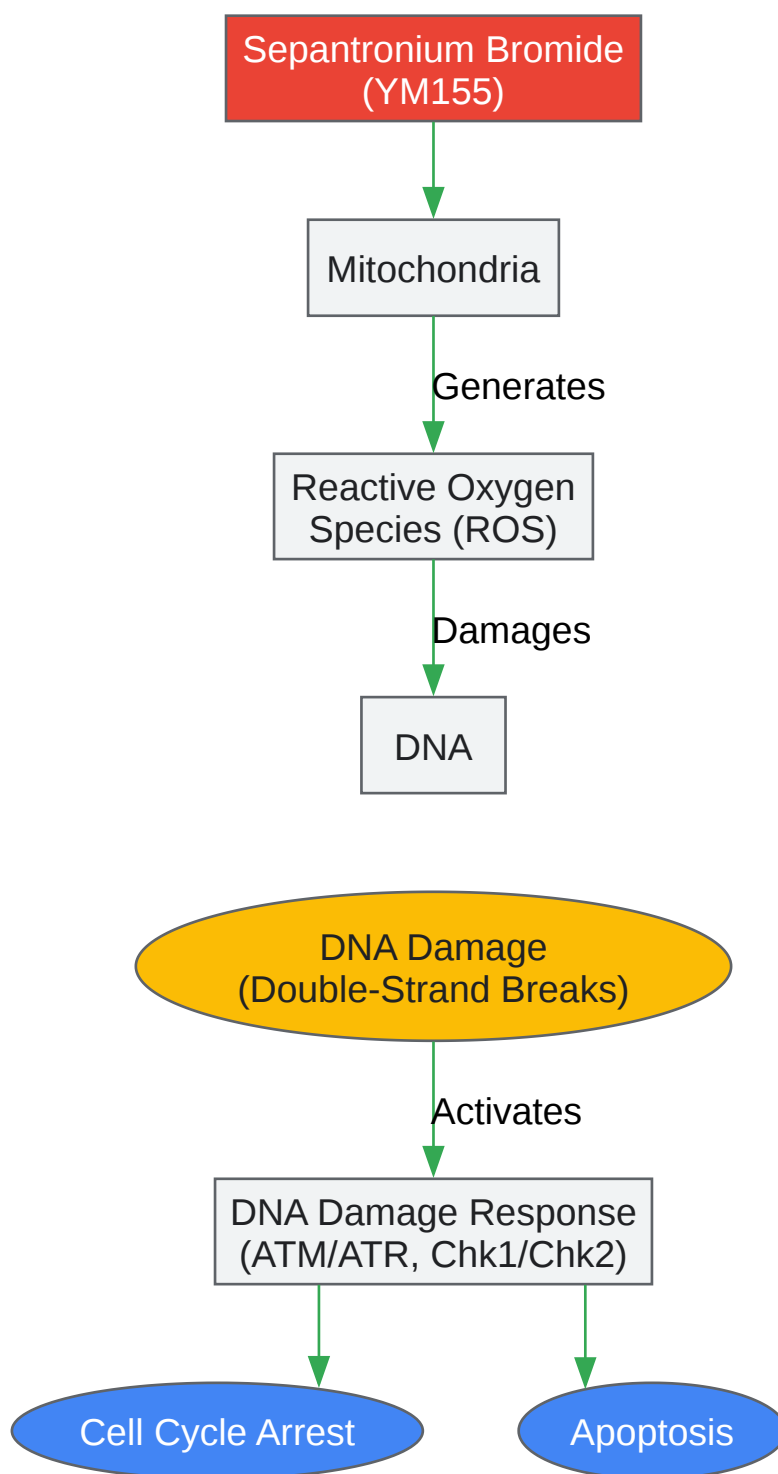 Sepantronium Bromide
(YM155)
Mitochondria
Generates
Reactive Oxygen
Species (ROS)
Damages
DNA
DNA Damage
(Double-Strand Breaks)
Activates
DNA Damage Response
(ATM/ATR, Chk1/Chk2)
Cell Cycle Arrest
Apoptosis